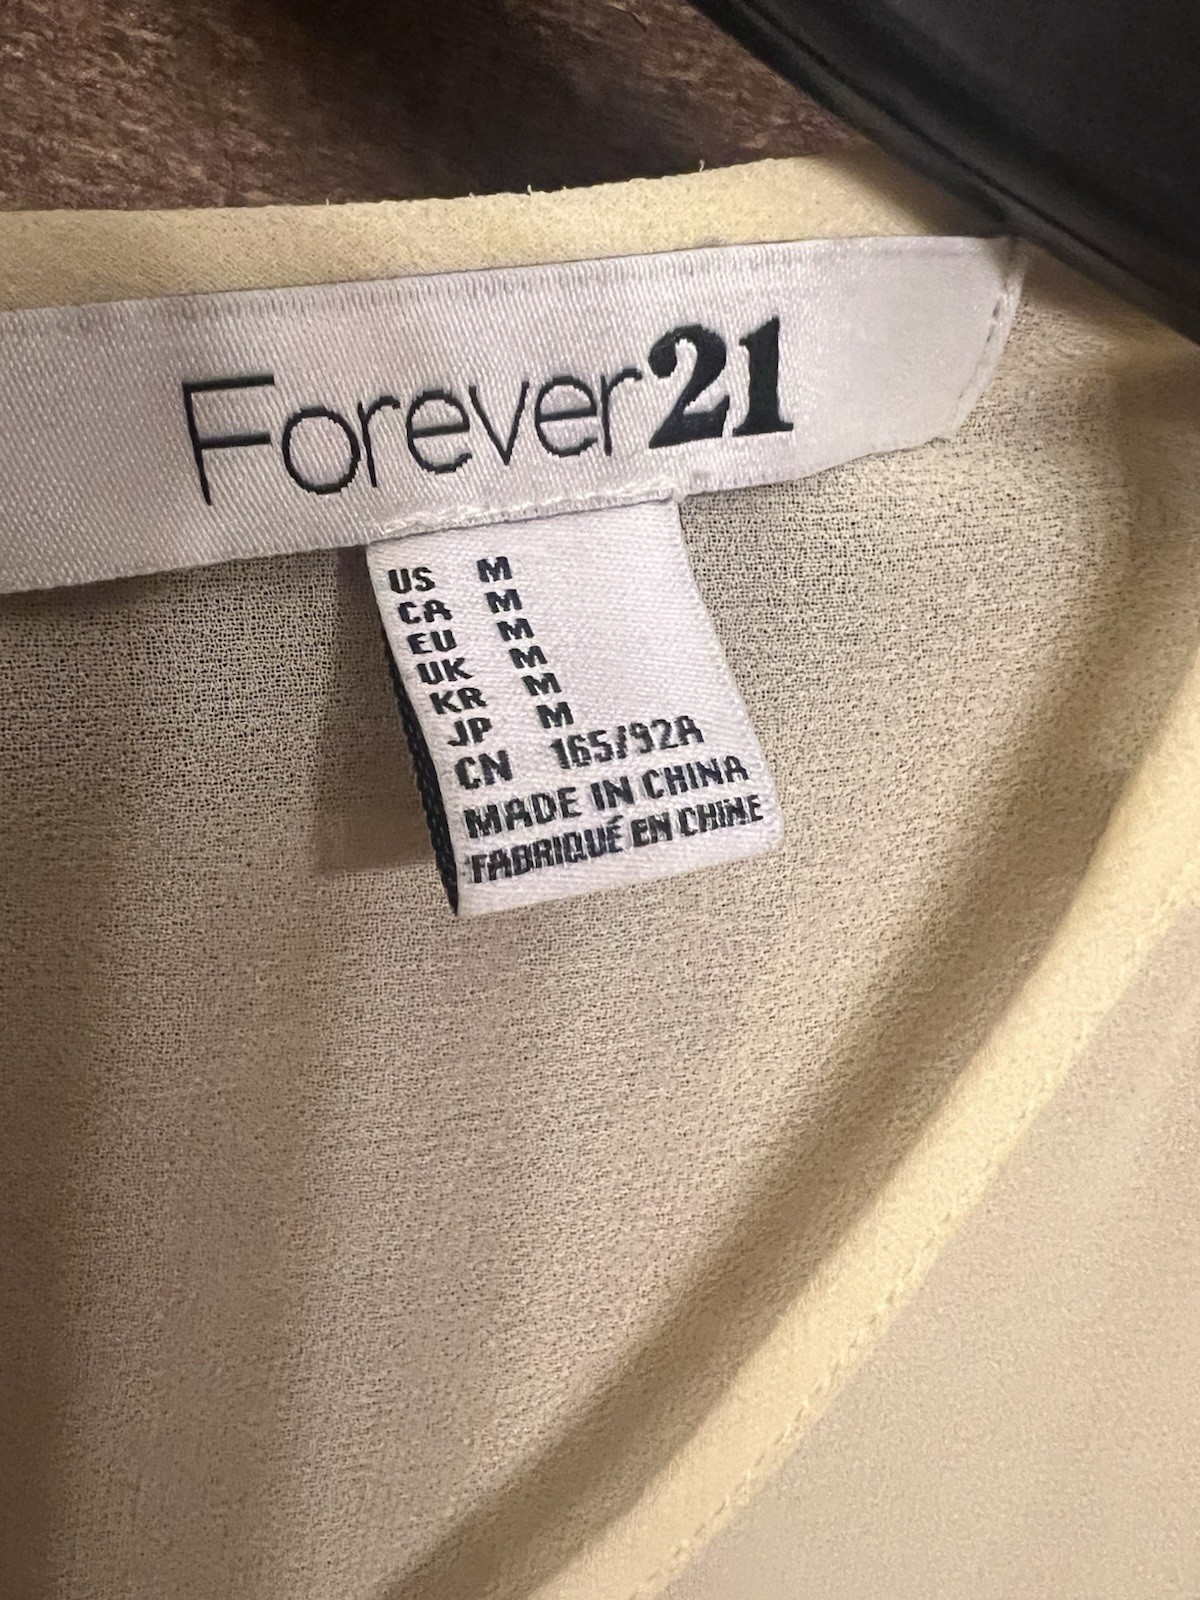 Forever21
US M
CA M
EU M
UK M
KR M
JP M
CN 165/92A
MADE IN CHINA
FABRIQUÉ EN CHINE